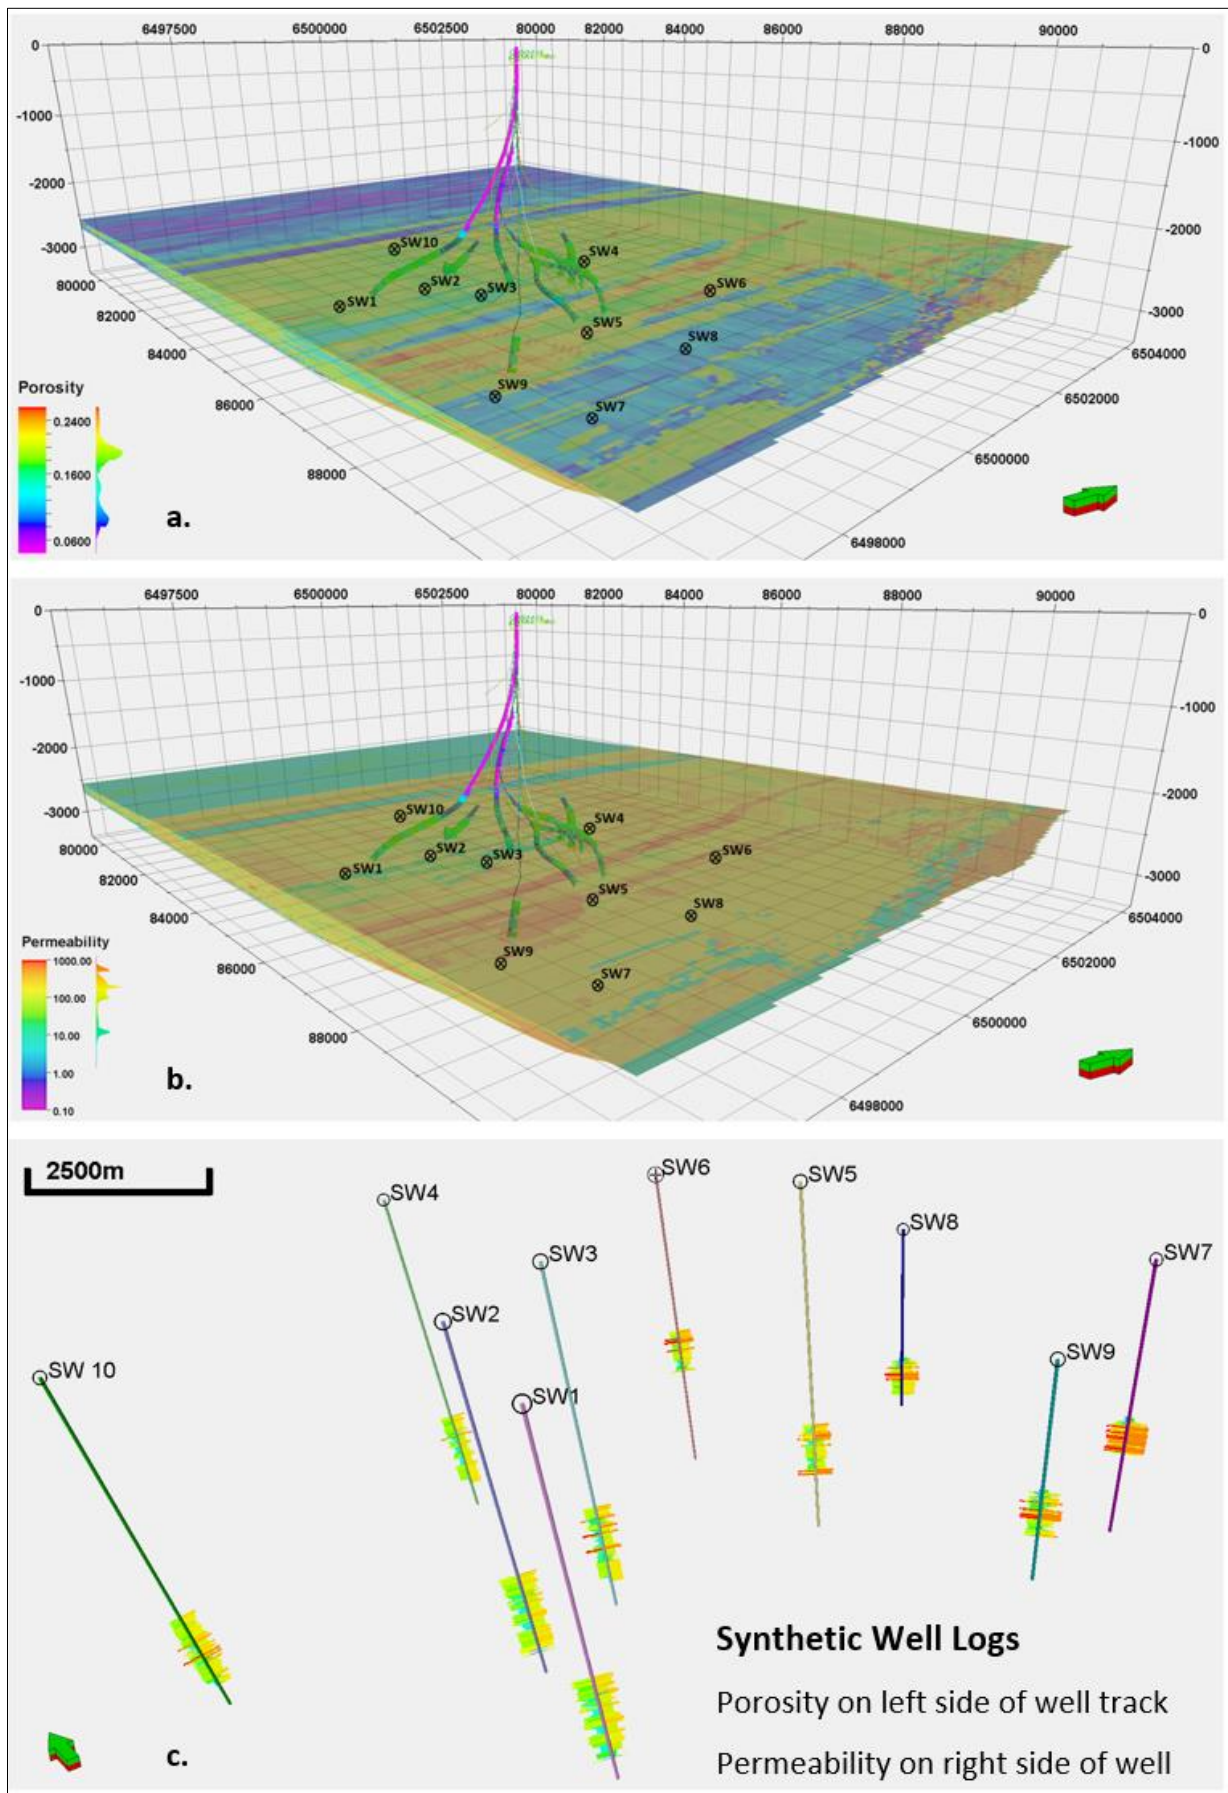 6497500 6500000 6502500 80000 82000 84000 86000 88000 90000
0 0
-1000 -1000
-2000 -2000
-3000 -3000
SW10 SW4
SW1 SW2 SW3 SW6
SW5 SW8
SW9 SW7
80000
82000
84000
86000
88000
6504000
6502000
6500000
6498000
Porosity
0.2400
0.1600
0.0600
a.
6497500 6500000 6502500 80000 82000 84000 86000 88000 90000
0 0
-1000 -1000
-2000 -2000
-3000 -3000
SW10 SW4
SW1 SW2 SW3 SW6
SW5 SW8
SW9 SW7
80000
82000
84000
86000
88000
6504000
6502000
6500000
6498000
Permeability
1000.00
100.00
10.00
1.00
0.10
b.
2500m
SW6 SW5
SW4
SW8
SW3 SW7
SW2
SW9
SW 10
SW1
Synthetic Well Logs
Porosity on left side of well track
Permeability on right side of well
c.